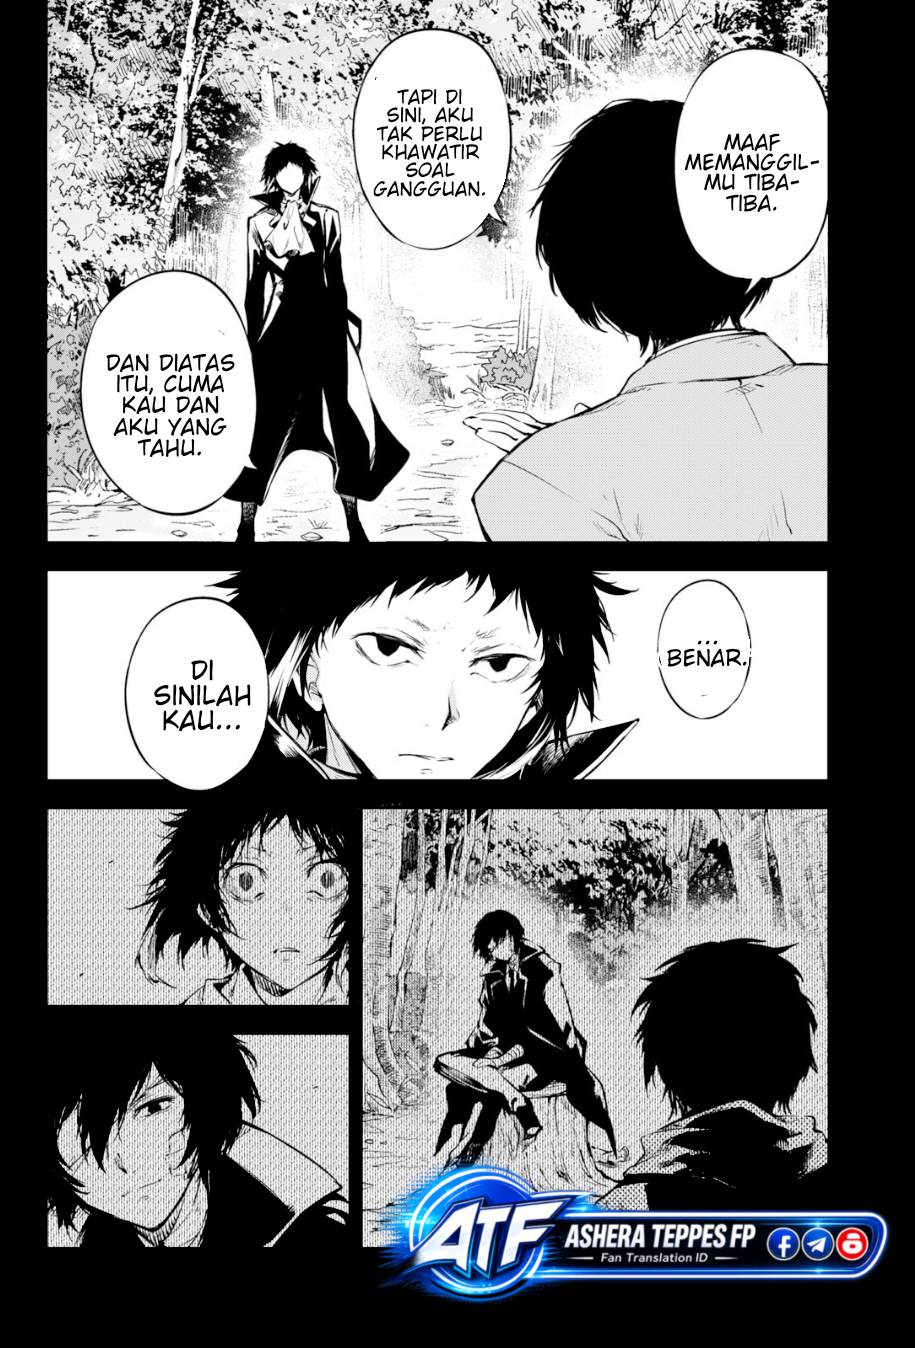 MAAF
MEMANGGIL-
MU TIBA-
TIBA.
TAPI DI
SINI, AKU
TAK PERLU
KHAWATIR
SOAL
GANGGUAN.
DAN DIATAS
ITU, CUMA
KAU DAN
AKU YANG
TAHU.
...
BENAR.
DI
SINILAH
KAU...
ATF
ASHERA TEPPES FP
Fan Translation ID